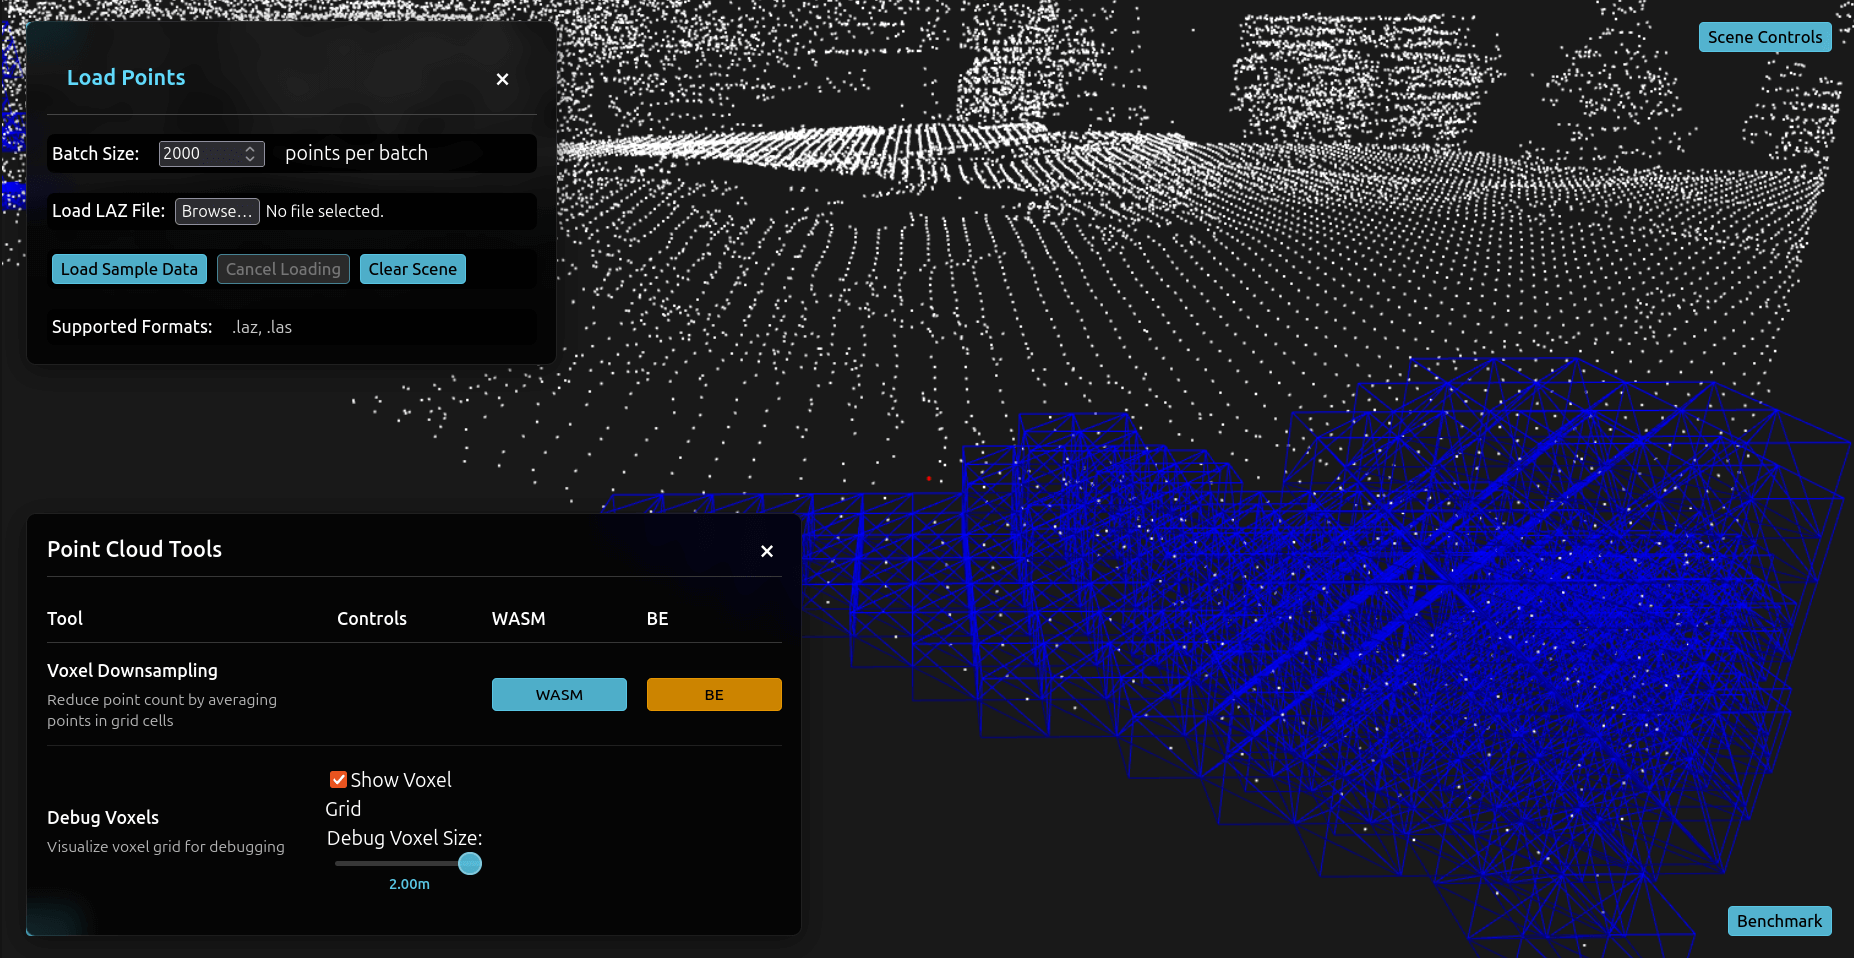 Load Points
×
Scene Controls
Batch Size: 2000 points per batch
Load LAZ File: Browse... No file selected.
Load Sample Data Cancel Loading Clear Scene
Supported Formats: .laz, .las
Point Cloud Tools
×
Tool Controls WASM BE
Voxel Downsampling
Reduce point count by averaging
points in grid cells
WASM BE
Show Voxel
Grid
Debug Voxels
Visualize voxel grid for debugging
Debug Voxel Size:
2.00m
Benchmark